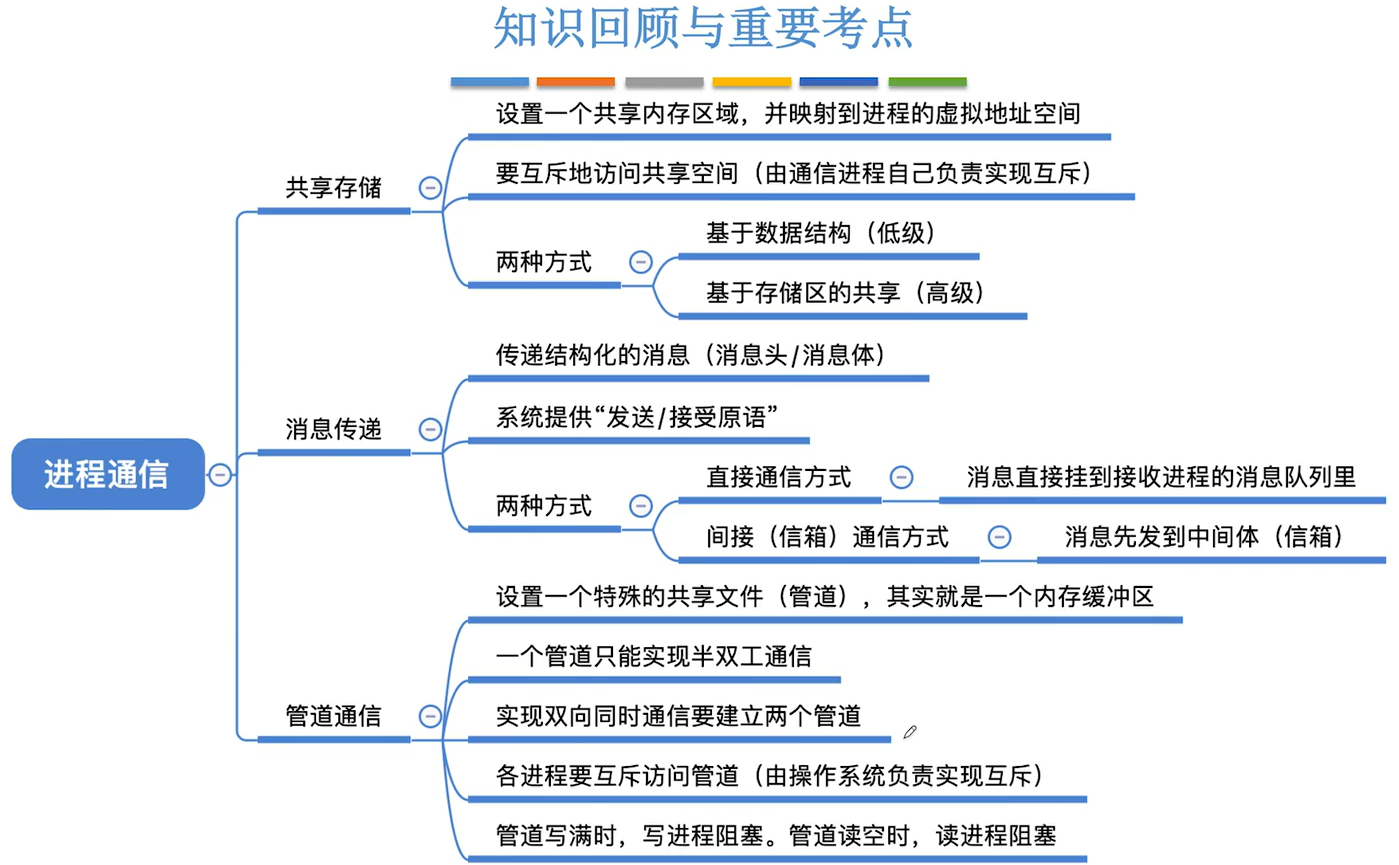 知识回顾与重要考点
进程通信
共享存储
设置一个共享内存区域，并映射到进程的虚拟地址空间
要互斥地访问共享空间（由通信进程自己负责实现互斥）
两种方式
基于数据结构（低级）
基于存储区的共享（高级）
消息传递
传递结构化的消息（消息头/消息体）
系统提供“发送/接受原语”
两种方式
直接通信方式
消息直接挂到接收进程的消息队列里
间接（信箱）通信方式
消息先发到中间体（信箱）
管道通信
设置一个特殊的共享文件（管道），其实就是一个内存缓冲区
一个管道只能实现半双工通信
实现双向同时通信要建立两个管道
各进程要互斥访问管道（由操作系统负责实现互斥）
管道写满时，写进程阻塞。管道读空时，读进程阻塞